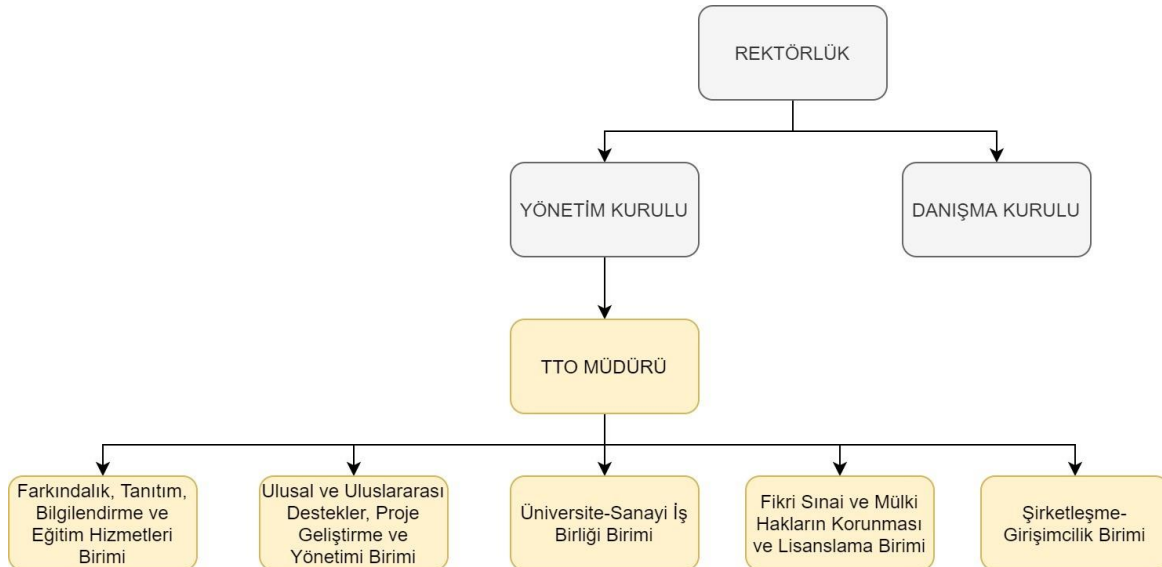 REKTÖRLÜK
YÖNETİM KURULU
DANIŞMA KURULU
TTO MÜDÜRÜ
Farkındalık, Tanıtım,
Bilgilendirme ve
Eğitim Hizmetleri
Birimi
Ulusal ve Uluslararası
Destekler, Proje
Geliştirme ve
Yönetimi Birimi
Üniversite-Sanayi İş
Birliği Birimi
Fikri Sınai ve Mülki
Hakların Korunması
ve Lisanslama Birimi
Şirketleşme-
Girişimcilik Birimi